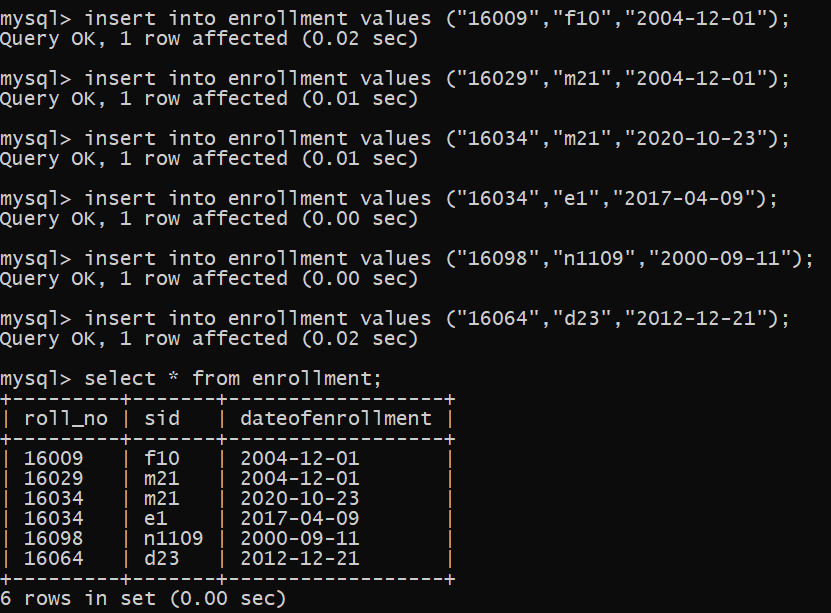 mysql> insert into enrollment values ("16009","f10","2004-12-01");
Query OK, 1 row affected (0.02 sec)
mysql> insert into enrollment values ("16029","m21","2004-12-01");
Query OK, 1 row affected (0.01 sec)
mysql> insert into enrollment values ("16034","m21","2020-10-23");
Query OK, 1 row affected (0.01 sec)
mysql> insert into enrollment values ("16034","e1","2017-04-09");
Query OK, 1 row affected (0.00 sec)
mysql> insert into enrollment values ("16098","n1109","2000-09-11");
Query OK, 1 row affected (0.00 sec)
mysql> insert into enrollment values ("16064","d23","2012-12-21");
Query OK, 1 row affected (0.02 sec)
mysql> select * from enrollment;
+---------+-------+------------------+
| roll_no | sid   | dateofenrollment |
+---------+-------+------------------+
| 16009   | f10   | 2004-12-01       |
| 16029   | m21   | 2004-12-01       |
| 16034   | m21   | 2020-10-23       |
| 16034   | e1    | 2017-04-09       |
| 16098   | n1109 | 2000-09-11       |
| 16064   | d23   | 2012-12-21       |
+---------+-------+------------------+
6 rows in set (0.00 sec)